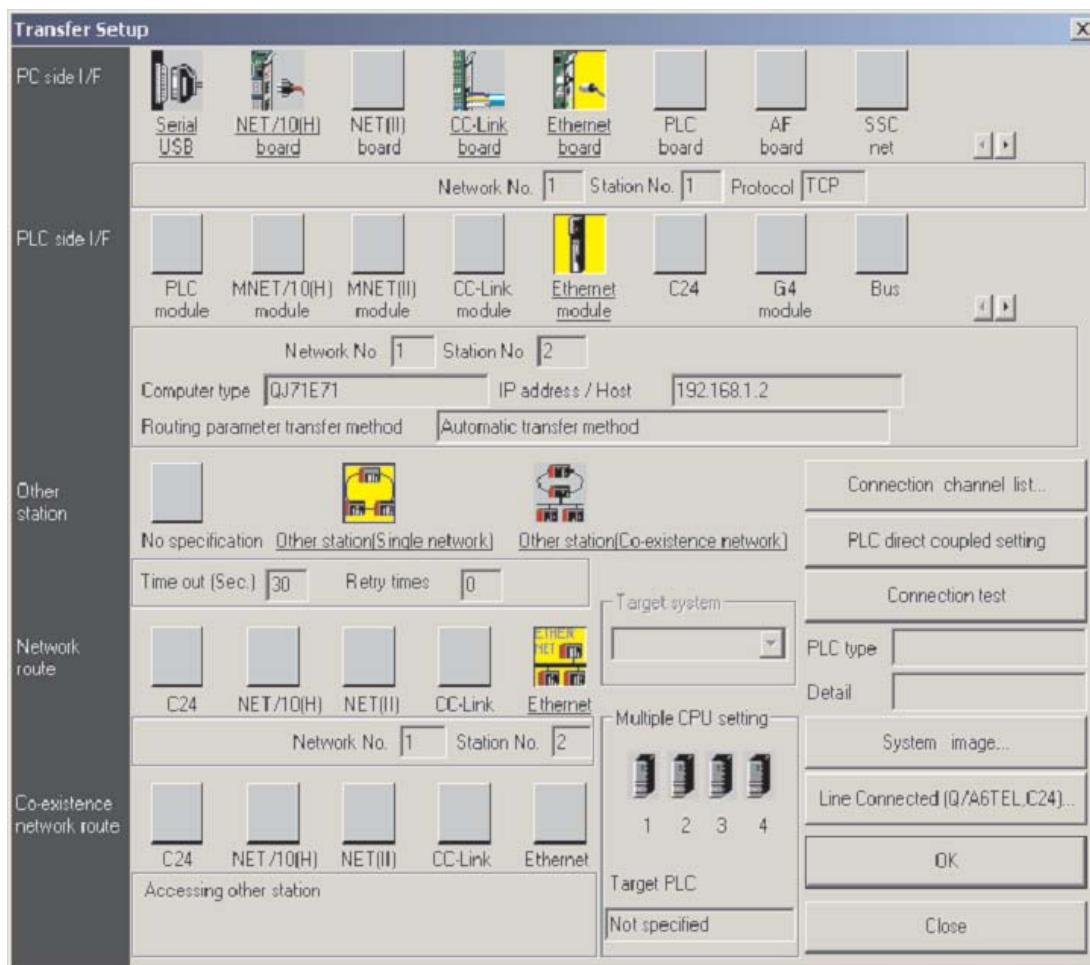 Transfer Setup
PC side I/F
Serial USB
NET/10(H) board
NET(II) board
CC-Link board
Ethernet board
PLC board
AF board
SSC net
Network No. 1 Station No. 1 Protocol TCP
PLC side I/F
PLC module
MNET/10(H) module
MNET(II) module
CC-Link module
Ethernet module
C24
G4 module
Bus
Network No 1 Station No 2
Computer type QJ71E71 IP address / Host 192.168.1.2
Routing parameter transfer method Automatic transfer method
Other station
No specification Other station(Single network) Other station(Co-existence network)
Time out (Sec.) 30 Retry times 0
Network route
ETHER NET
C24 NET/10(H) NET(II) CC-Link Ethernet
Network No. 1 Station No. 2
Co-existence network route
C24 NET/10(H) NET(II) CC-Link Ethernet
Accessing other station
Target system
Multiple CPU setting
1 2 3 4
Target PLC
Not specified
Connection channel list...
PLC direct coupled setting
Connection test
PLC type
Detail
System image...
Line Connected (Q/A6TEL,C24)...
OK
Close